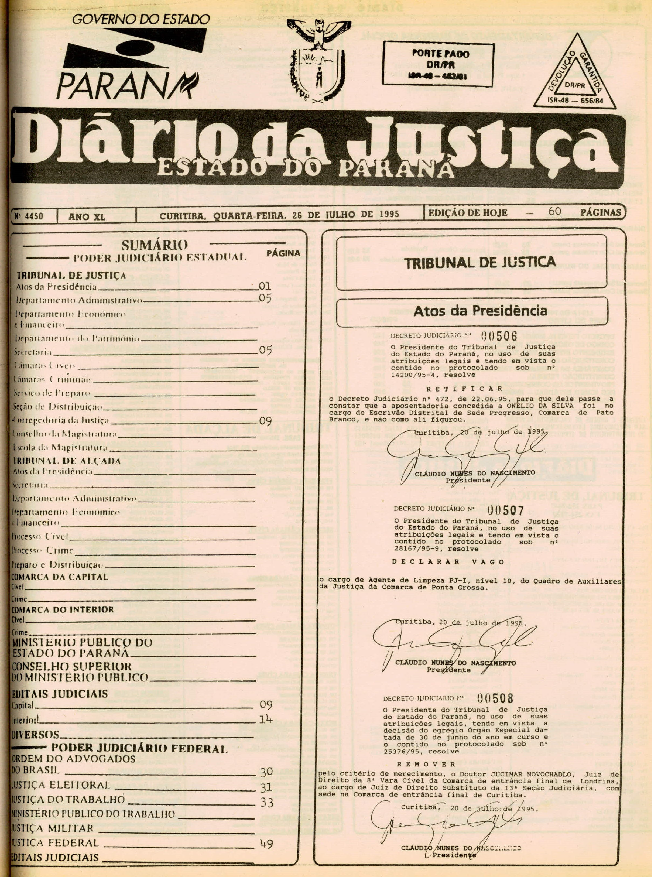 GOVERNO DO ESTADO
PARANÁ
PORTE PAGO
DR/PR
ISR-48 — 462/81
DEVOLUÇÃO
GARANTIDA
DR/PR
ISR-48 — 656/84
Diário da Justiça
ESTADO DO PARANÁ
Nº 4450
ANO XL
CURITIBA, QUARTA-FEIRA, 26 DE JULHO DE 1995
EDIÇÃO DE HOJE — 60 PÁGINAS
SUMÁRIO
PODER JUDICIÁRIO ESTADUAL
PÁGINA
TRIBUNAL DE JUSTIÇA
Atos da Presidência 01
Departamento Administrativo 05
Departamento Econômico
e Financeiro
Departamento do Patrimônio
Secretaria 05
Câmaras Cíveis
Câmaras Criminais
Serviço de Preparo
Seção de Distribuição
Corregedoria da Justiça 09
Conselho da Magistratura
Escola da Magistratura
TRIBUNAL DE ALÇADA
Atos da Presidência
Secretaria
Departamento Administrativo
Departamento Econômico
e Financeiro
Processo Cível
Processo Crime
Preparo e Distribuição
COMARCA DA CAPITAL
Cível
Crime
COMARCA DO INTERIOR
Cível
Crime
MINISTÉRIO PÚBLICO DO
ESTADO DO PARANÁ
CONSELHO SUPERIOR
DO MINISTÉRIO PÚBLICO
EDITAIS JUDICIAIS
Capital 09
Interior 14
DIVERSOS
PODER JUDICIÁRIO FEDERAL
ORDEM DO ADVOGADOS
DO BRASIL 30
JUSTIÇA ELEITORAL 31
JUSTIÇA DO TRABALHO 33
MINISTÉRIO PÚBLICO DO TRABALHO
JUSTIÇA MILITAR
JUSTIÇA FEDERAL 49
EDITAIS JUDICIAIS
TRIBUNAL DE JUSTICA
Atos da Presidência
DECRETO JUDICIÁRIO Nº 00506
O Presidente do Tribunal de Justiça
do Estado do Paraná, no uso de suas
atribuições legais e tendo em vista o
contido no protocolado sob nº
14290/95-4, resolve
RETIFICAR
o Decreto Judiciário nº 472, de 22.06.95, para que dele passe a
constar que a aposentadoria concedida a ONELIO DA SILVA foi no
cargo de Escrivão Distrital de Sede Progresso, Comarca de Pato
Branco, e não como ali figurou.
Curitiba, 20 de julho de 1995.
CLÁUDIO NUNES DO NASCIMENTO
Presidente
DECRETO JUDICIÁRIO Nº 00507
O Presidente do Tribunal de Justiça
do Estado do Paraná, no uso de suas
atribuições legais e tendo em vista o
contido no protocolado sob nº
28167/95-9, resolve
DECLARAR VAGO
o cargo de Agente de Limpeza PJ-I, nível 10, do Quadro de Auxiliares
da Justiça da Comarca de Ponta Grossa.
Curitiba, 20 de julho de 1995.
CLÁUDIO NUNES DO NASCIMENTO
Presidente
DECRETO JUDICIÁRIO Nº 00508
O Presidente do Tribunal de Justiça
do Estado do Paraná, no uso de suas
atribuições legais, tendo em vista a
decisão do egrégio Órgão Especial da-
tada de 30 de junho do ano em curso e
o contido no protocolado sob nº
25976/95, resolve
REMOVER
pelo critério de merecimento, o Doutor JUCIMAR NOVOCHADLO, Juiz de
Direito da 8ª Vara Cível da Comarca de entrância final de Londrina,
ao cargo de Juiz de Direito Substituto da 13ª Seção Judiciária, com
sede na Comarca de entrância final de Curitiba.
Curitiba, 20 de julho de 1995.
CLÁUDIO NUNES DO NASCIMENTO
Presidente